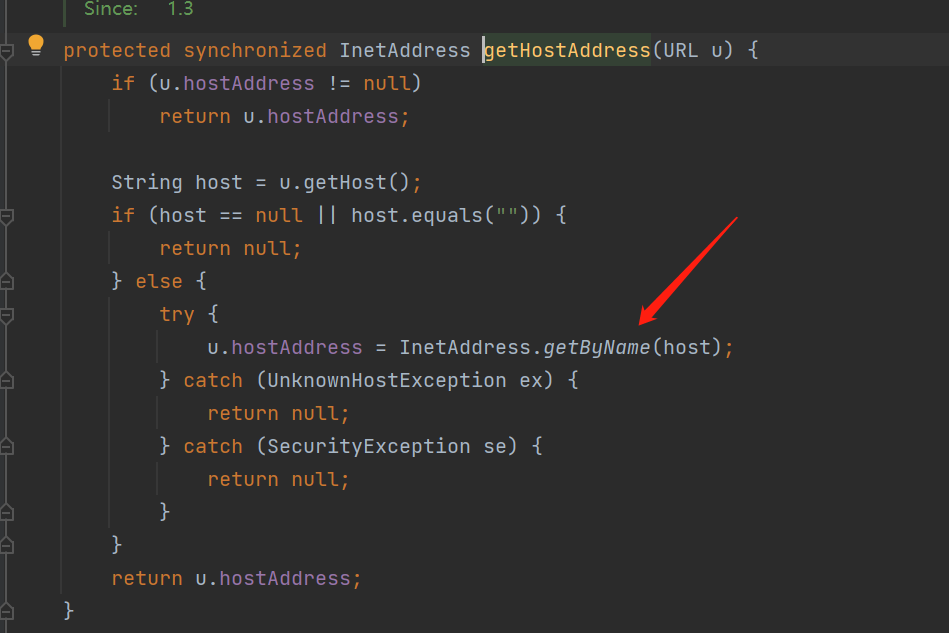 Since: 1.3
protected synchronized InetAddress getHostAddress(URL u) {
if (u.hostAddress != null)
return u.hostAddress;
String host = u.getHost();
if (host == null || host.equals("")) {
return null;
} else {
try {
u.hostAddress = InetAddress.getByName(host);
} catch (UnknownHostException ex) {
return null;
} catch (SecurityException se) {
return null;
}
}
return u.hostAddress;
}